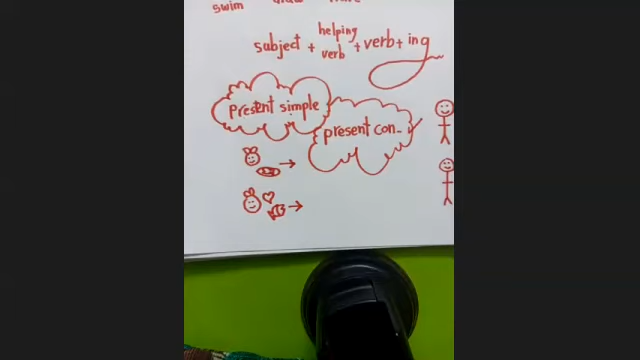 swim
helping
subject + verb + verb + ing
present simple
present con..